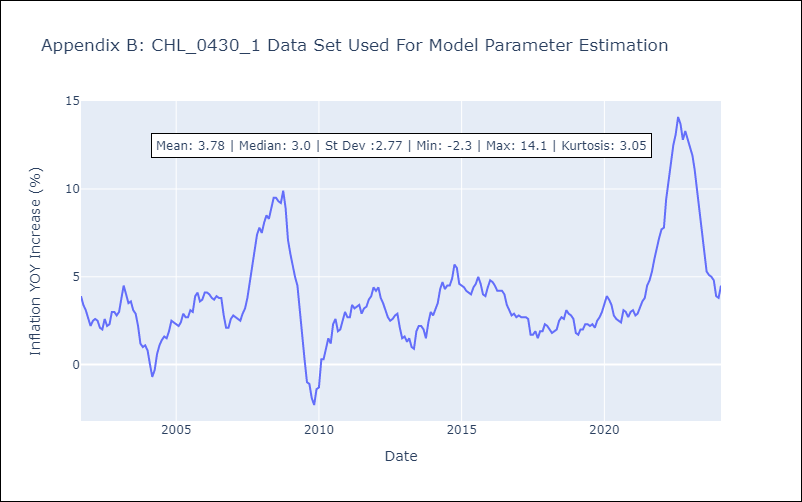 Appendix B: CHL_0430_1 Data Set Used For Model Parameter Estimation
15
Mean: 3.78 | Median: 3.0 | St Dev :2.77 | Min: -2.3 | Max: 14.1 | Kurtosis: 3.05
10
5
0
Inflation YOY Increase (%)
2005
2010
2015
2020
Date